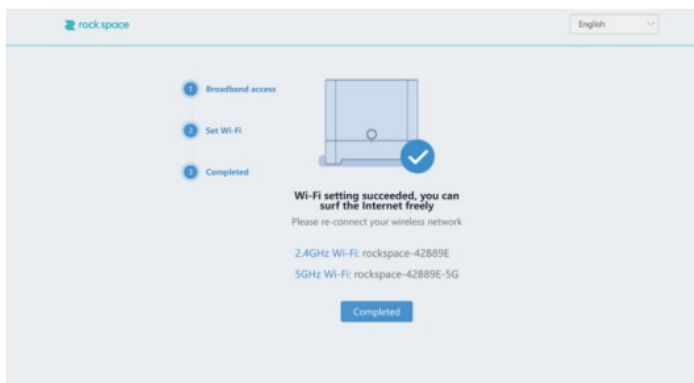 rock space
English
1 Broadband access
2 Set Wi-Fi
3 Completed
Wi-Fi setting succeeded, you can
surf the Internet freely
Please re-connect your wireless network
2.4GHz Wi-Fi: rockspace-42B89E
5GHz Wi-Fi: rockspace-42B89E-5G
Completed